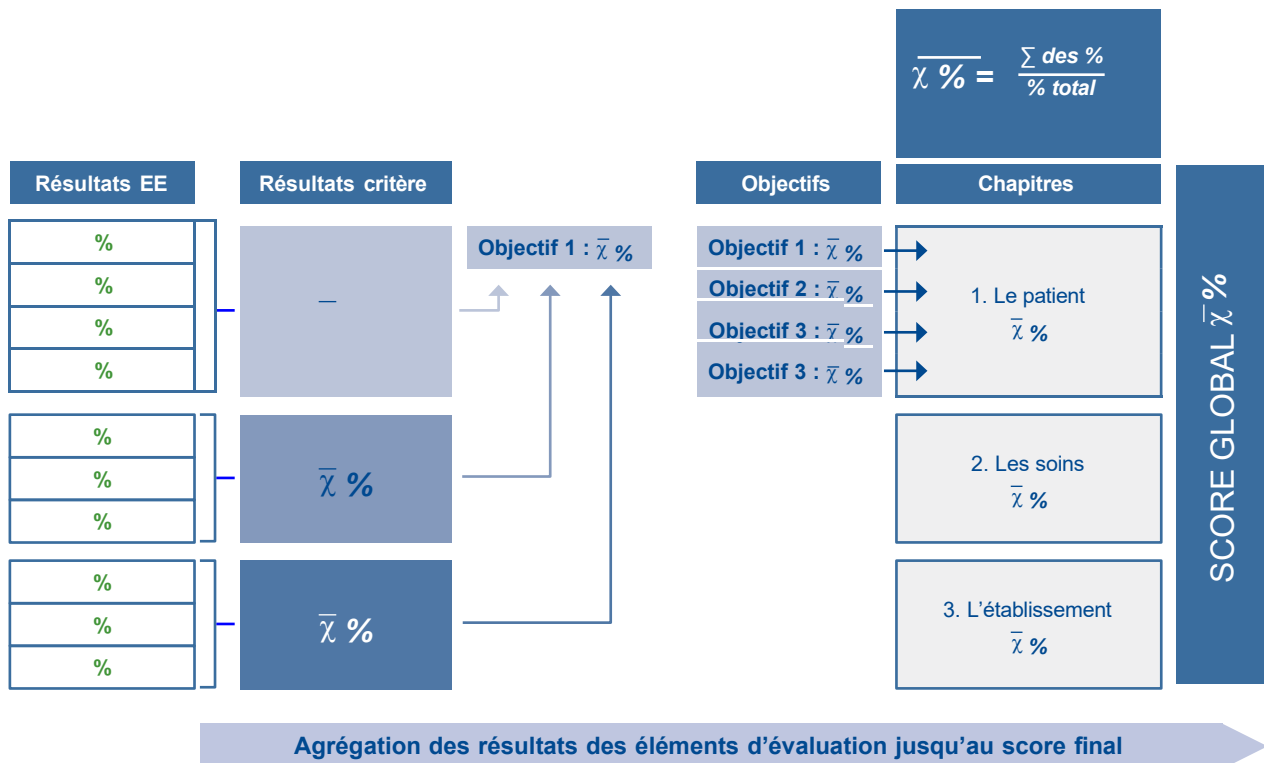 χ % = ∑ des % / % total
Résultats EE
Résultats critère
Objectifs
Chapitres
%
%
%
%
–
%
%
%
χ̅ %
%
%
%
χ̅ %
Objectif 1 : χ̅ %
Objectif 1 : χ̅ %
Objectif 2 : χ̅ %
Objectif 3 : χ̅ %
Objectif 3 : χ̅ %
1. Le patient
χ̅ %
2. Les soins
χ̅ %
3. L’établissement
χ̅ %
SCORE GLOBAL χ̅ %
Agrégation des résultats des éléments d’évaluation jusqu’au score final